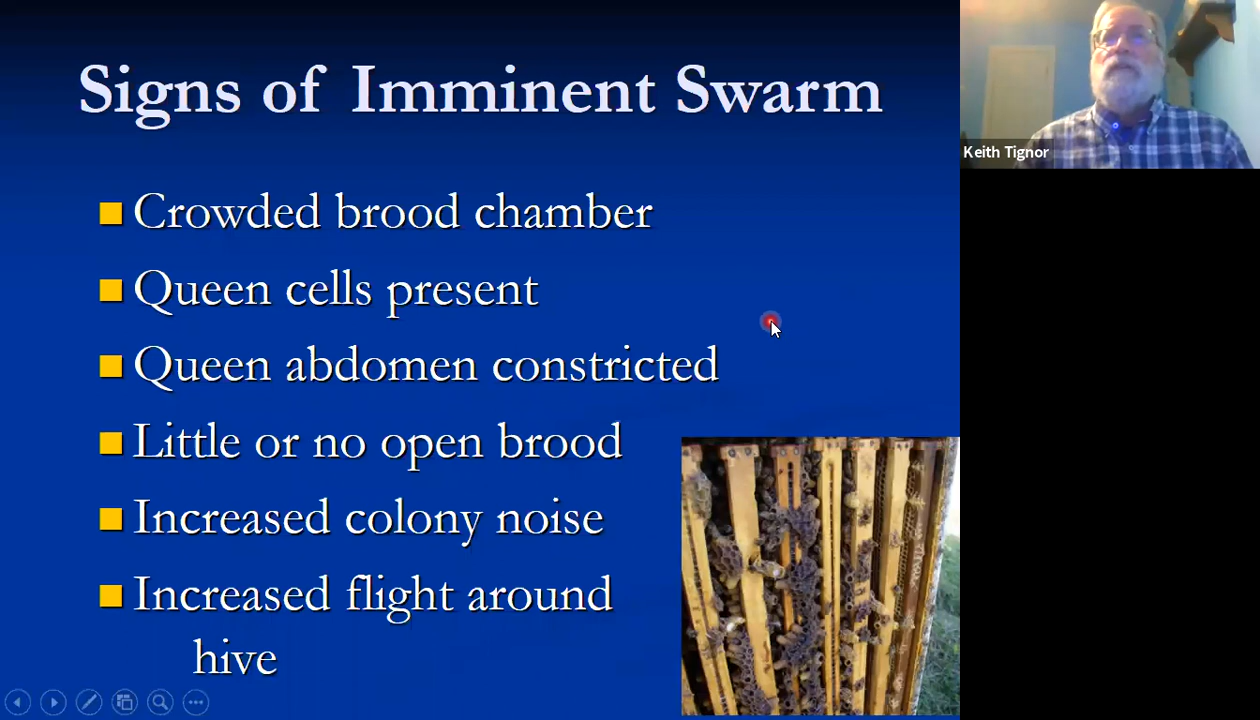 Signs of Imminent Swarm
Crowded brood chamber
Queen cells present
Queen abdomen constricted
Little or no open brood
Increased colony noise
Increased flight around
hive
Keith Tignor